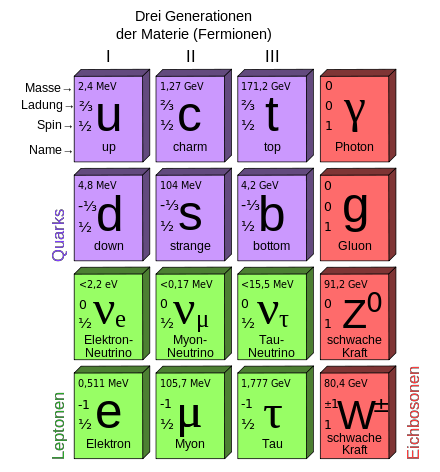 Drei Generationen
der Materie (Fermionen)
I II III
Masse→ 2,4 MeV 1,27 GeV 171,2 GeV 0
Ladung→ ⅔ ⅔ ⅔ 0
u c t γ
Spin→ ½ ½ ½ 1
Name→ up charm top Photon
4,8 MeV 104 MeV 4,2 GeV 0
-⅓ -⅓ -⅓ 0
d s b g
½ ½ ½ 1
down strange bottom Gluon
Quarks
<2,2 eV <0,17 MeV <15,5 MeV 91,2 GeV
0 0 0 0
νe νμ ντ Z⁰
½ ½ ½ 1
Elektron-
Neutrino
Myon-
Neutrino
Tau-
Neutrino
schwache
Kraft
0,511 MeV 105,7 MeV 1,777 GeV 80,4 GeV
-1 -1 -1 ±1
e μ τ W±
½ ½ ½ 1
Elektron Myon Tau schwache
Kraft
Leptonen
Eichbosonen